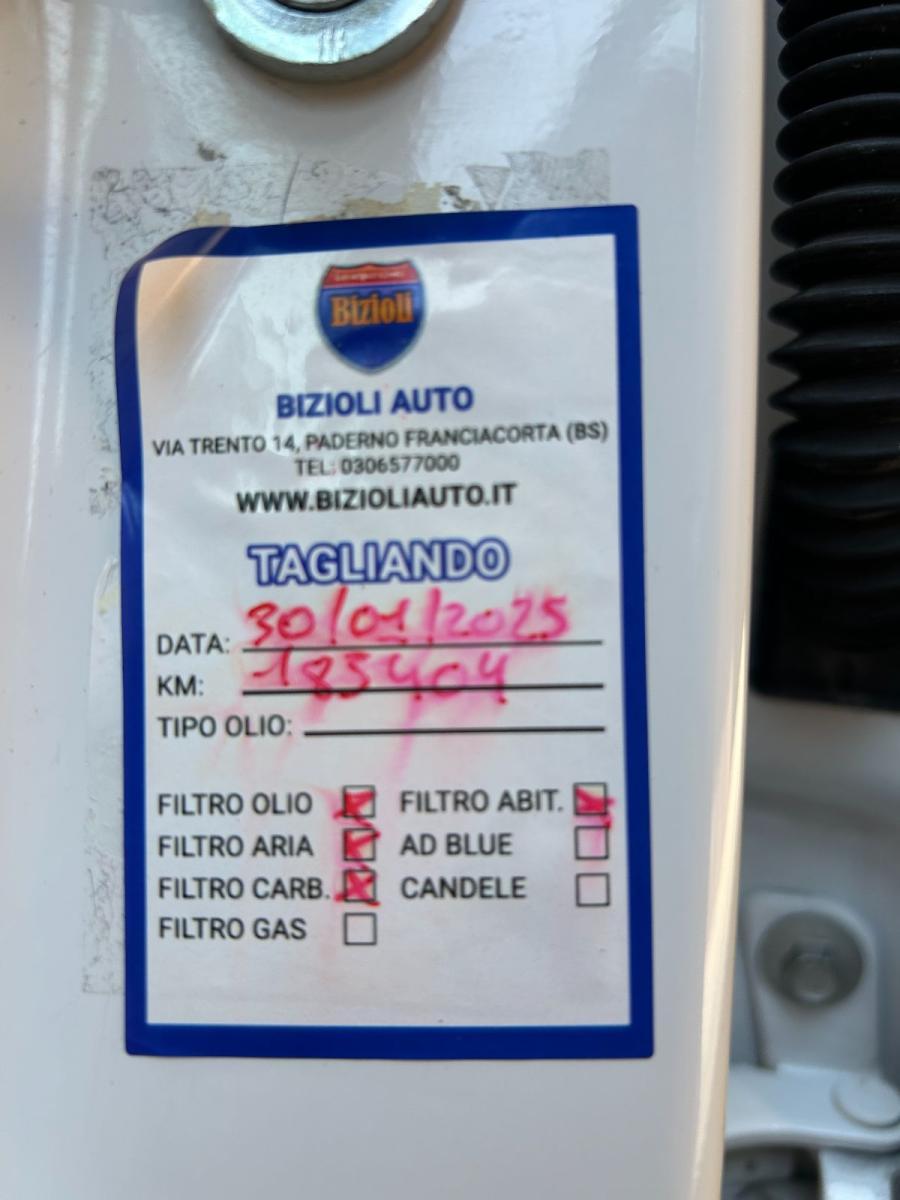 Bizioli
BIZIOLI AUTO
VIA TRENTO 14, PADERNO FRANCIACORTA (BS)
TEL: 0306577000
WWW.BIZIOLIAUTO.IT
TAGLIANDO
DATA: 30/01/2025
KM: 185404
TIPO OLIO:
FILTRO OLIO FILTRO ABIT.
FILTRO ARIA AD BLUE
FILTRO CARB. CANDELE
FILTRO GAS